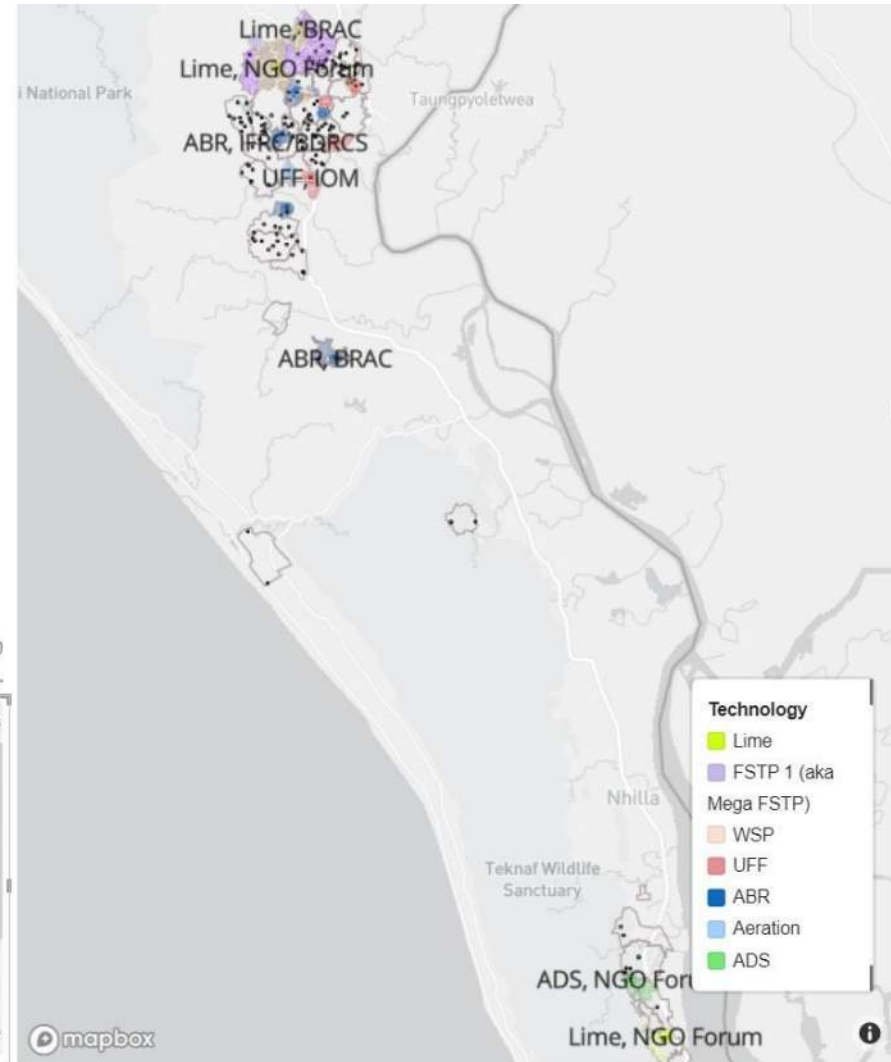 Lime, BRAC
Lime, NGO Forum
i National Park
Taungpyoletwea
ABR, IFRC/BDRCS
UFF, IOM
ABR, BRAC
Technology
Lime
FSTP 1 (aka
Mega FSTP)
WSP
UFF
ABR
Aeration
ADS
Nhilla
Teknaf Wildlife
Sanctuary
ADS, NGO Foru
Lime, NGO Forum
mapbox
i